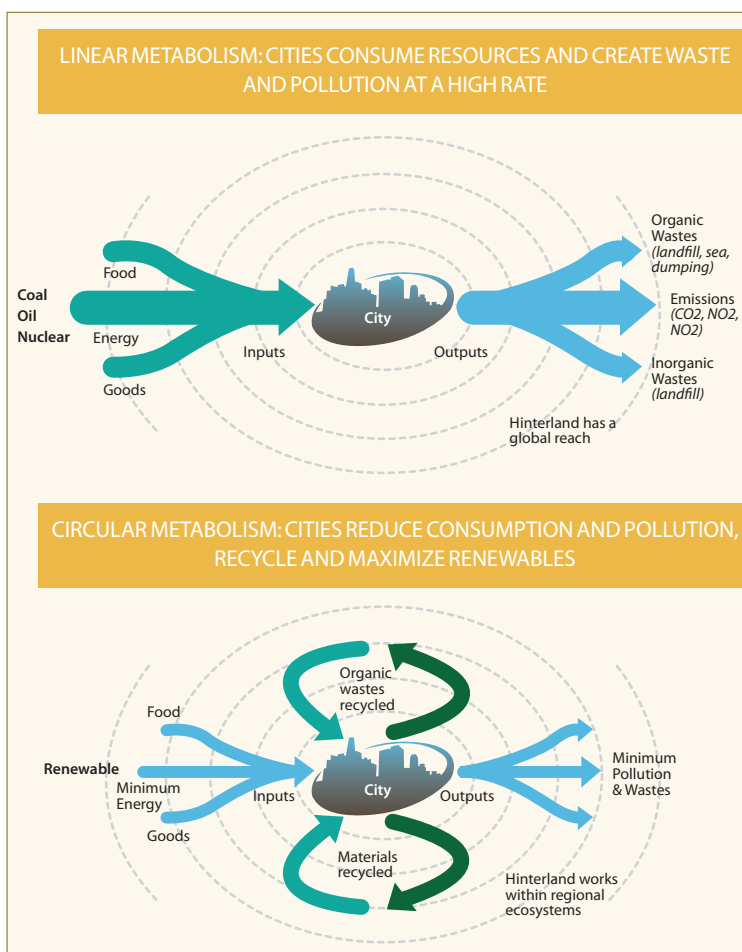 LINEAR METABOLISM: CITIES CONSUME RESOURCES AND CREATE WASTE
AND POLLUTION AT A HIGH RATE
Food
Coal
Oil
Nuclear
Energy
Goods
Inputs
City
Outputs
Organic
Wastes
(landfill, sea,
dumping)
Emissions
(CO2, NO2,
NO2)
Inorganic
Wastes
(landfill)
Hinterland has a
global reach
CIRCULAR METABOLISM: CITIES REDUCE CONSUMPTION AND POLLUTION,
RECYCLE AND MAXIMIZE RENEWABLES
Organic
wastes
recycled
Food
Renewable
Minimum
Energy
Goods
Inputs
City
Outputs
Minimum
Pollution
& Wastes
Materials
recycled
Hinterland works
within regional
ecosystems